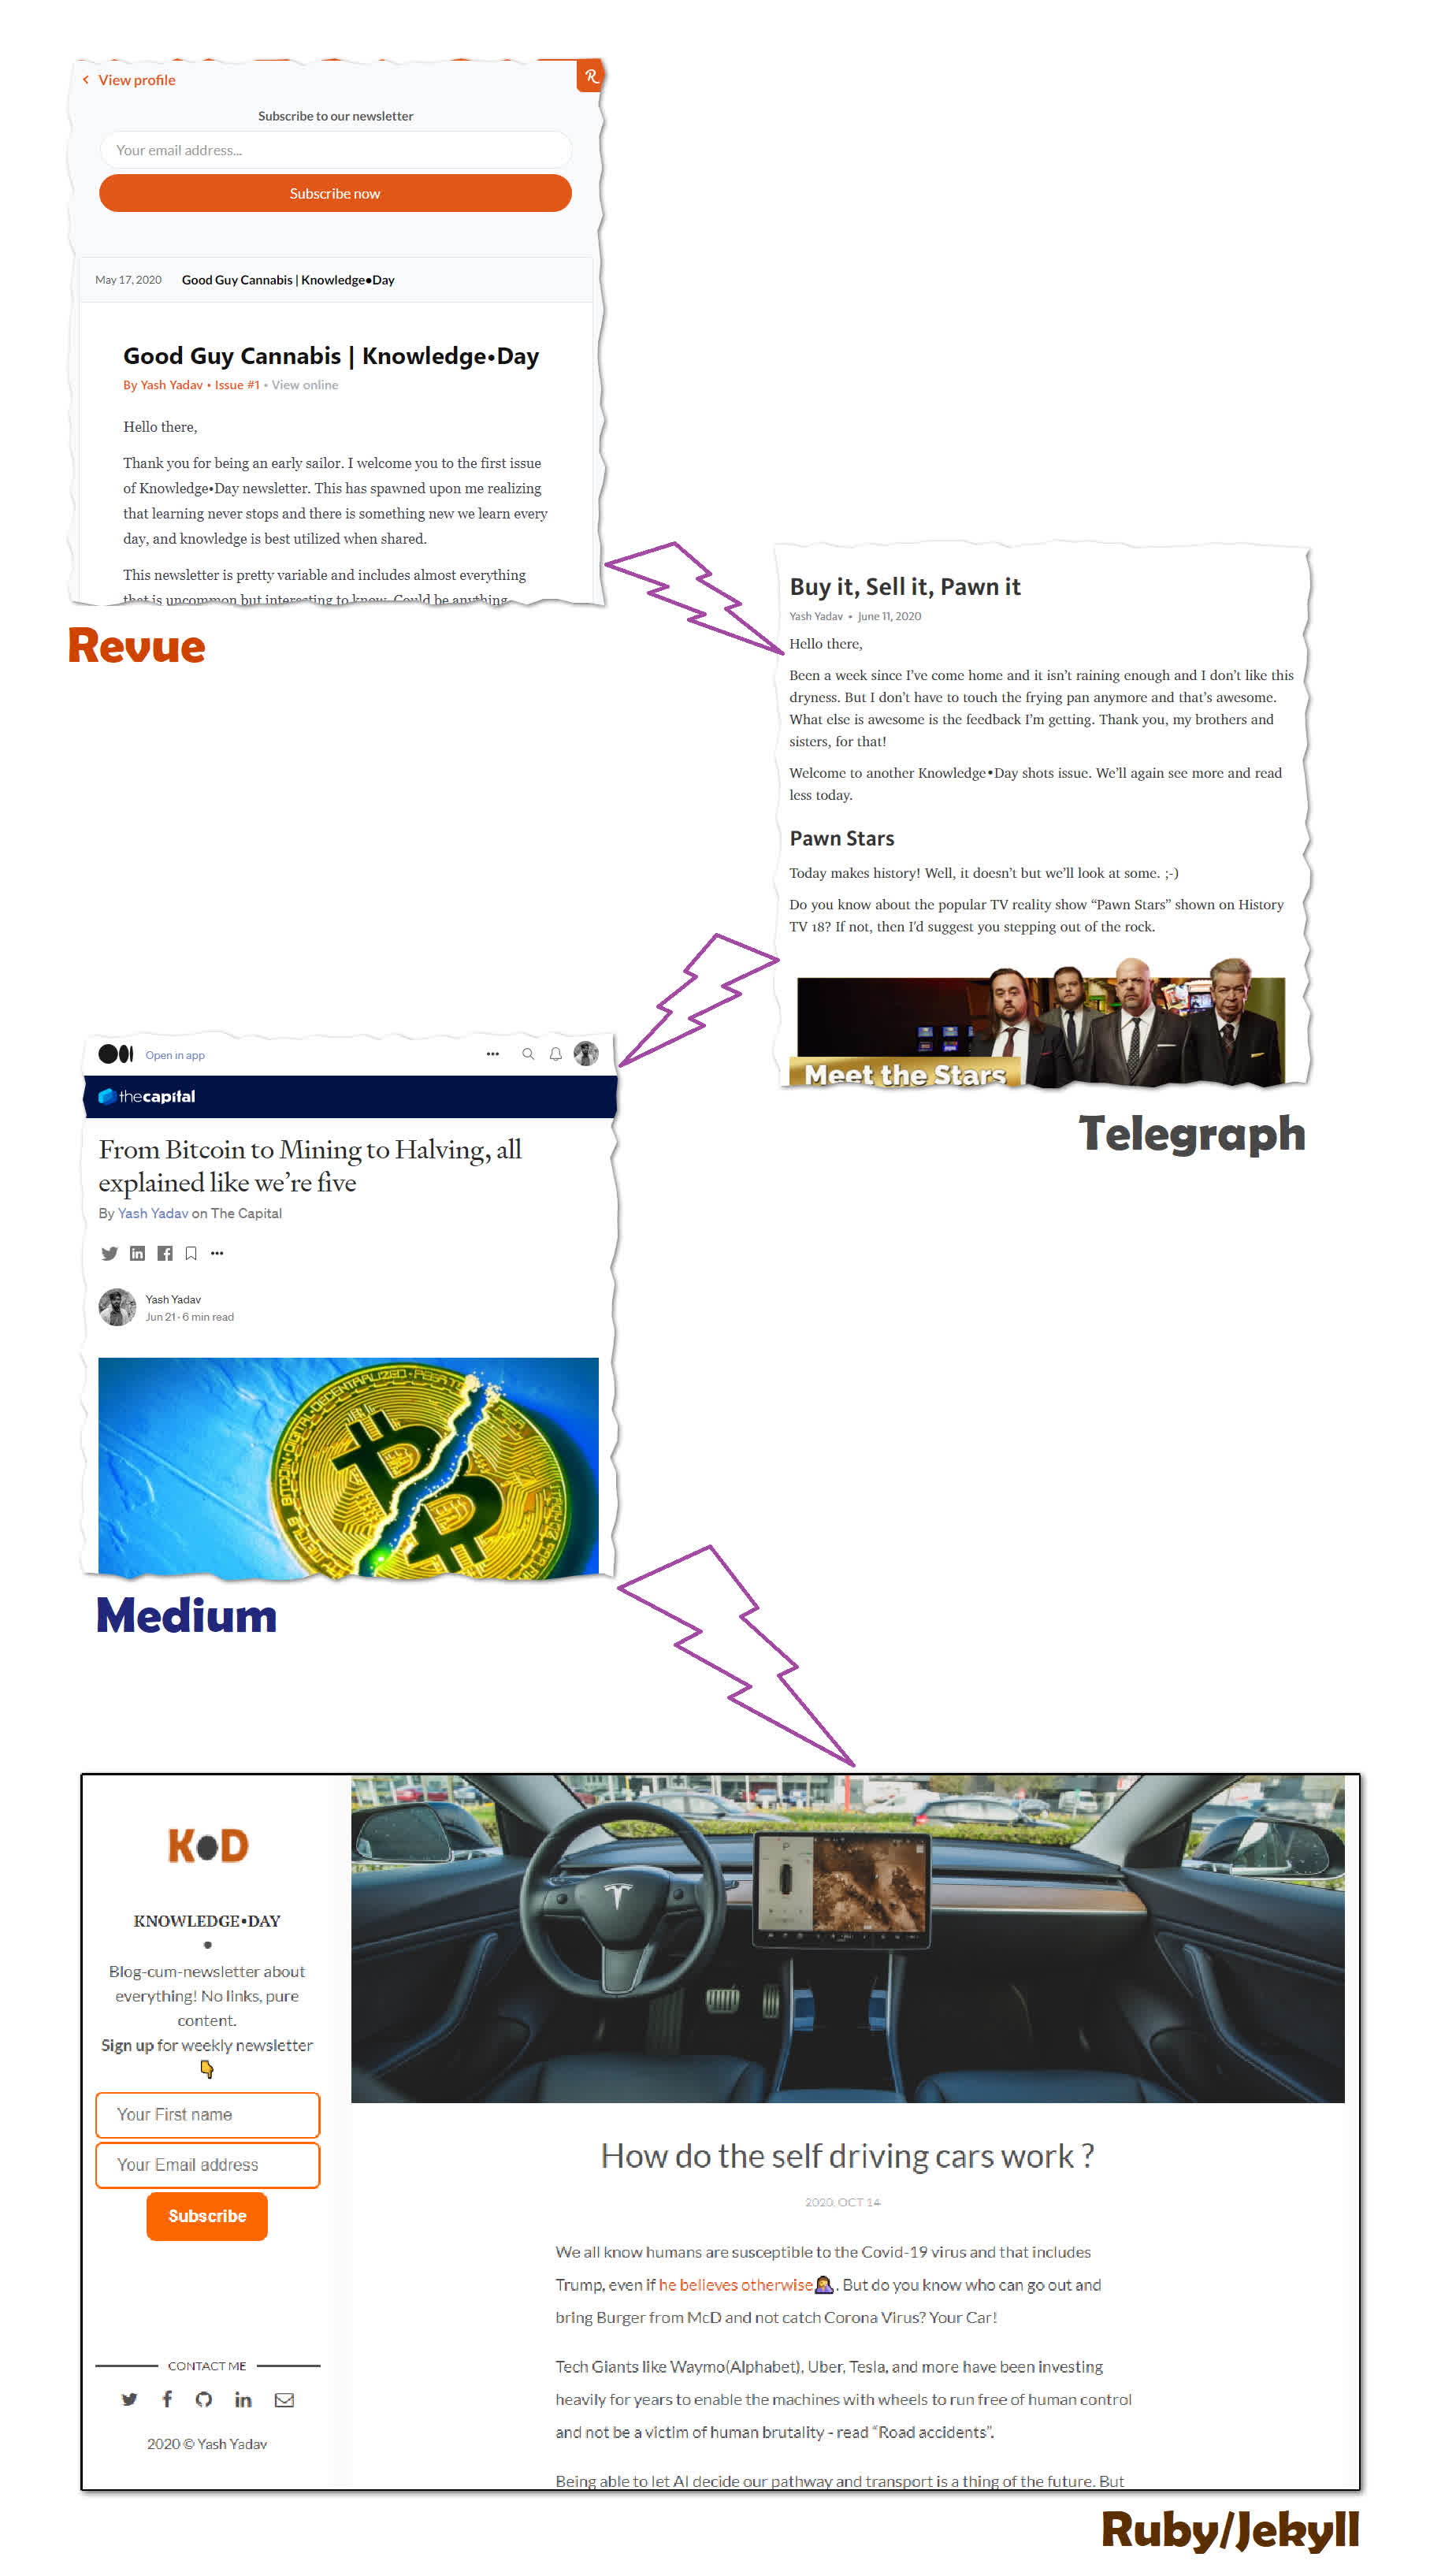 View profile
Subscribe to our newsletter
Your email address...
Subscribe now
May 17, 2020 Good Guy Cannabis | Knowledge●Day
Good Guy Cannabis | Knowledge•Day
By Yash Yadav • Issue #1 • View online
Hello there,
Thank you for being an early sailor. I welcome you to the first issue
of Knowledge•Day newsletter. This has spawned upon me realizing
that learning never stops and there is something new we learn every
day, and knowledge is best utilized when shared.
This newsletter is pretty variable and includes almost everything
that is uncommon but interesting to know. Could be anything
Revue
Buy it, Sell it, Pawn it
Yash Yadav • June 11, 2020
Hello there,
Been a week since I’ve come home and it isn’t raining enough and I don’t like this
dryness. But I don’t have to touch the frying pan anymore and that’s awesome.
What else is awesome is the feedback I’m getting. Thank you, my brothers and
sisters, for that!
Welcome to another Knowledge•Day shots issue. We’ll again see more and read
less today.
Pawn Stars
Today makes history! Well, it doesn’t but we’ll look at some. ;-)
Do you know about the popular TV reality show “Pawn Stars” shown on History
TV 18? If not, then I'd suggest you stepping out of the rock.
Meet the Stars
Telegraph
Open in app
thecapital
From Bitcoin to Mining to Halving, all
explained like we’re five
By Yash Yadav on The Capital
Yash Yadav
Jun 21 · 6 min read
BITCOIN•DIGITAL•DECENTRALIZED•PEER TO
Medium
K●D
KNOWLEDGE•DAY
Blog-cum-newsletter about
everything! No links, pure
content.
Sign up for weekly newsletter
👇
Your First name
Your Email address
Subscribe
CONTACT ME
2020 © Yash Yadav
How do the self driving cars work ?
2020, OCT 14
We all know humans are susceptible to the Covid-19 virus and that includes
Trump, even if he believes otherwise🤦‍♀️. But do you know who can go out and
bring Burger from McD and not catch Corona Virus? Your Car!
Tech Giants like Waymo(Alphabet), Uber, Tesla, and more have been investing
heavily for years to enable the machines with wheels to run free of human control
and not be a victim of human brutality - read “Road accidents”.
Being able to let AI decide our pathway and transport is a thing of the future. But
Ruby/Jekyll